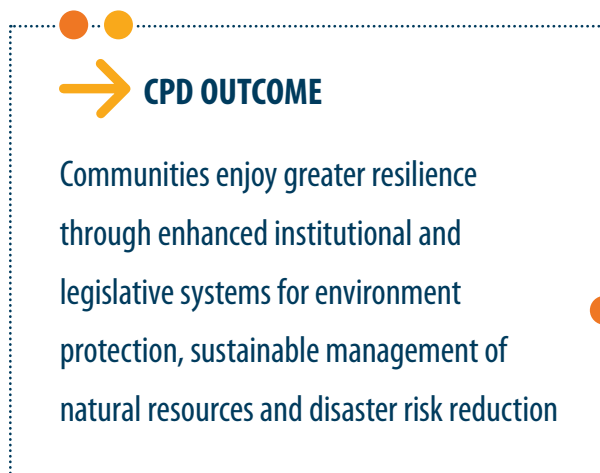 CPD OUTCOME
Communities enjoy greater resilience
through enhanced institutional and
legislative systems for environment
protection, sustainable management of
natural resources and disaster risk reduction